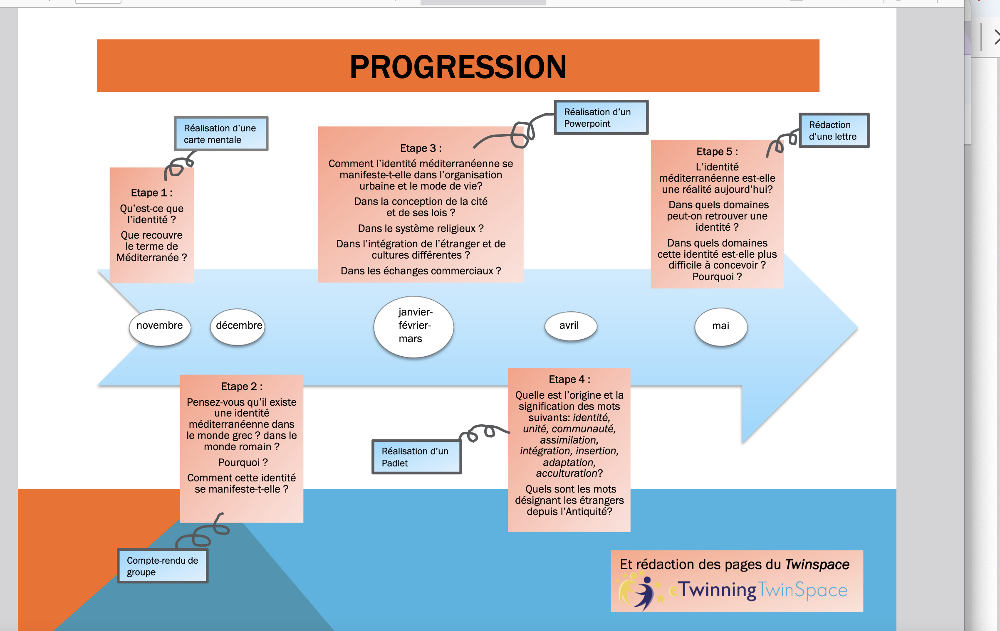 PROGRESSION
Réalisation d’une
carte mentale
Etape 1 :
Qu’est-ce que
l’identité ?
Que recouvre
le terme de
Méditerranée ?
Réalisation d’un
Powerpoint
Etape 3 :
Comment l’identité méditerranéenne se
manifeste-t-elle dans l’organisation
urbaine et le mode de vie?
Dans la conception de la cité
et de ses lois ?
Dans le système religieux ?
Dans l’intégration de l’étranger et de
cultures différentes ?
Dans les échanges commerciaux ?
Rédaction
d’une lettre
Etape 5 :
L’identité
méditerranéenne est-elle
une réalité aujourd’hui?
Dans quels domaines
peut-on retrouver une
identité ?
Dans quels domaines
cette identité est-elle plus
difficile à concevoir ?
Pourquoi ?
novembre
décembre
janvier-
février-
mars
avril
mai
Etape 2 :
Pensez-vous qu’il existe
une identité
méditerranéenne dans
le monde grec ? dans le
monde romain ?
Pourquoi ?
Comment cette identité
se manifeste-t-elle ?
Compte-rendu de
groupe
Réalisation d’un
Padlet
Etape 4 :
Quelle est l’origine et la
signification des mots
suivants: identité,
unité, communauté,
assimilation,
intégration, insertion,
adaptation,
acculturation?
Quels sont les mots
désignant les étrangers
depuis l’Antiquité?
Et rédaction des pages du Twinspace
eTwinning TwinSpace